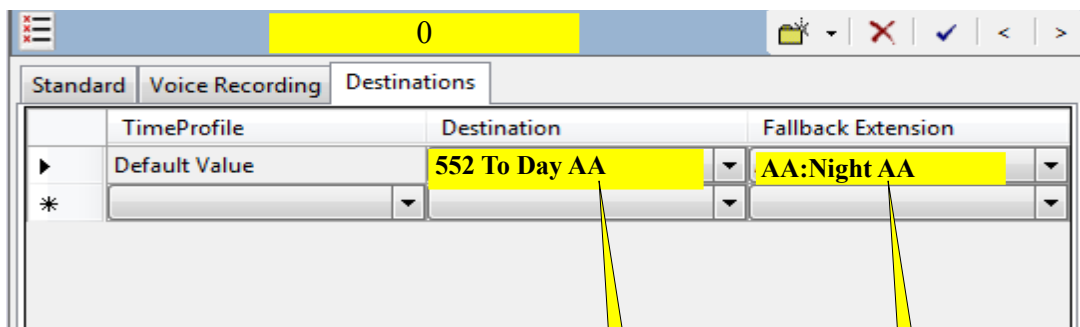 0
Standard Voice Recording Destinations
TimeProfile Destination Fallback Extension
Default Value 552 To Day AA AA:Night AA